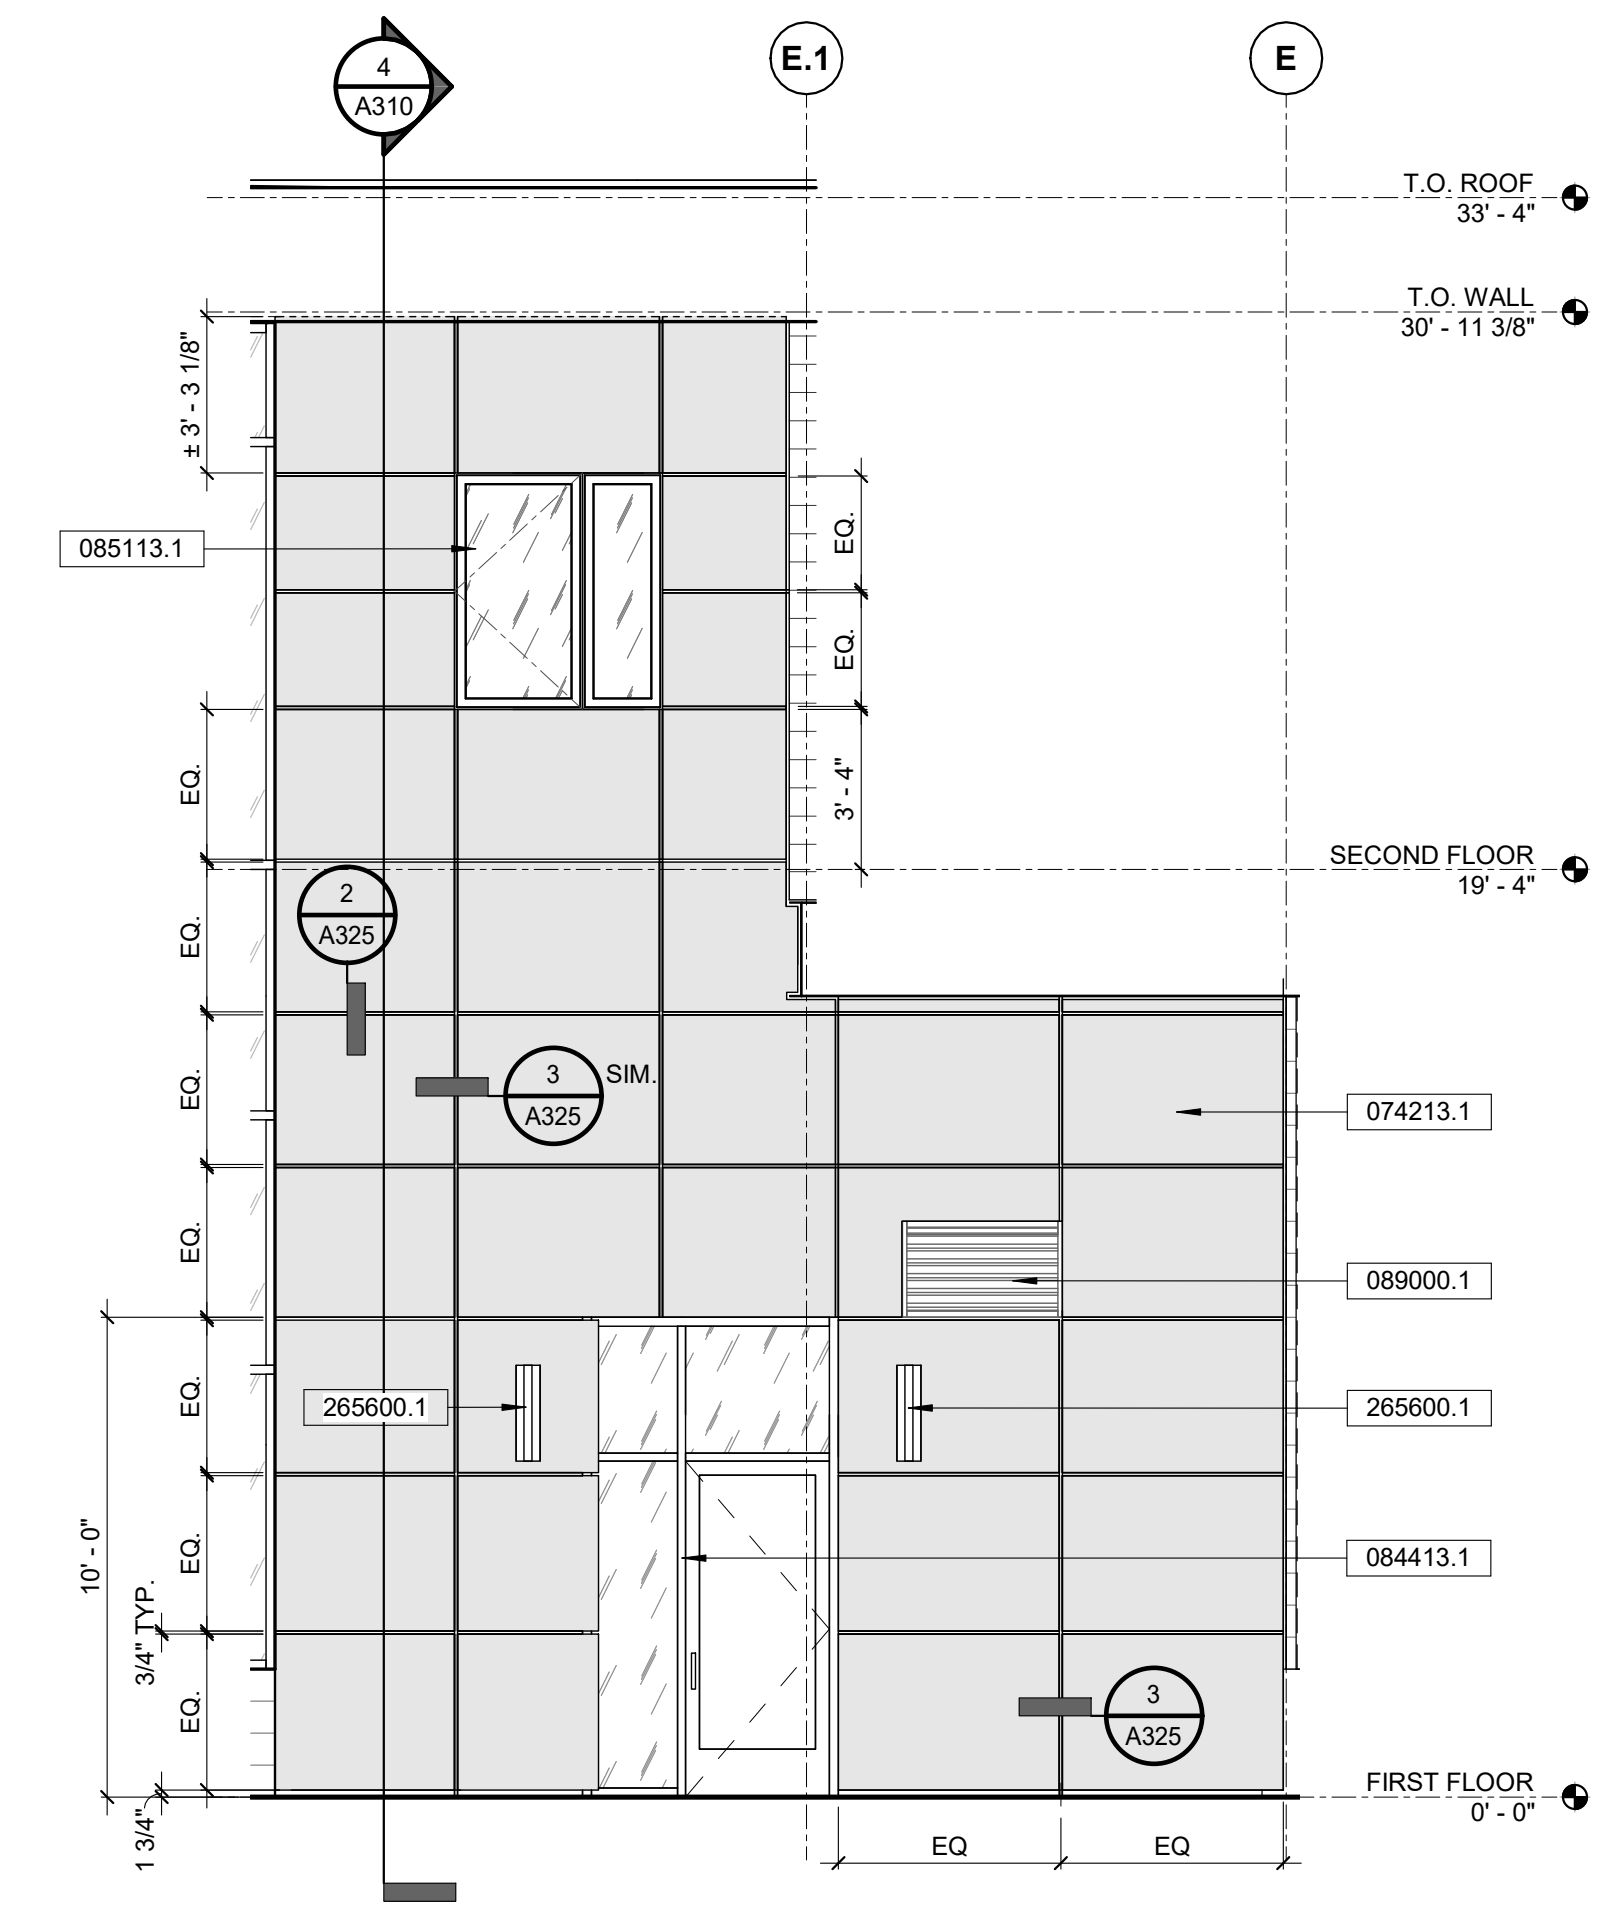 4
A310
E.1
E
T.O. ROOF
33' - 4"
T.O. WALL
30' - 11 3/8"
± 3' - 3 1/8"
085113.1
EQ.
EQ.
EQ.
3' - 4"
SECOND FLOOR
19' - 4"
2
A325
EQ.
EQ.
3
A325
SIM.
074213.1
EQ.
089000.1
EQ.
265600.1
265600.1
10' - 0"
EQ.
084413.1
3/4" TYP.
EQ.
3
A325
FIRST FLOOR
0' - 0"
1 3/4"
EQ
EQ